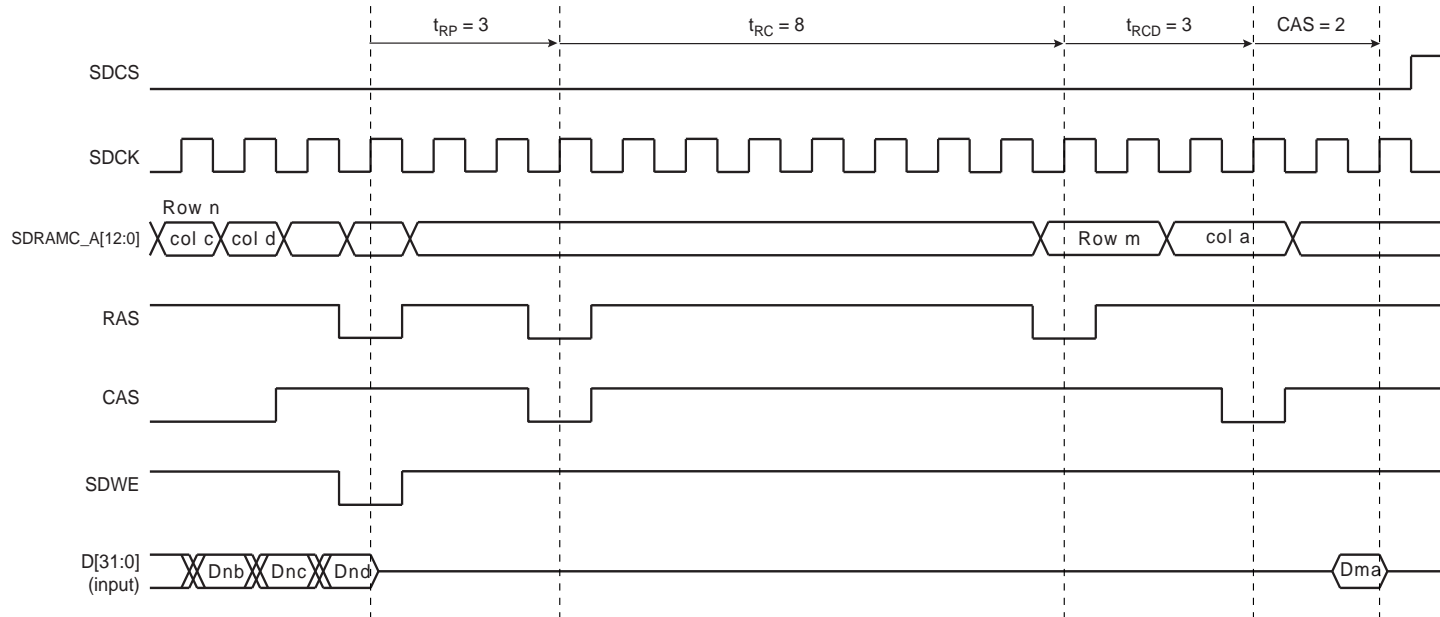 tRP = 3
tRC = 8
tRCD = 3
CAS = 2
SDCS
SDCK
Row n
SDRAMC_A[12:0]
col c
col d
Row m
col a
RAS
CAS
SDWE
D[31:0]
(input)
Dnb
Dnc
Dnd
Dma